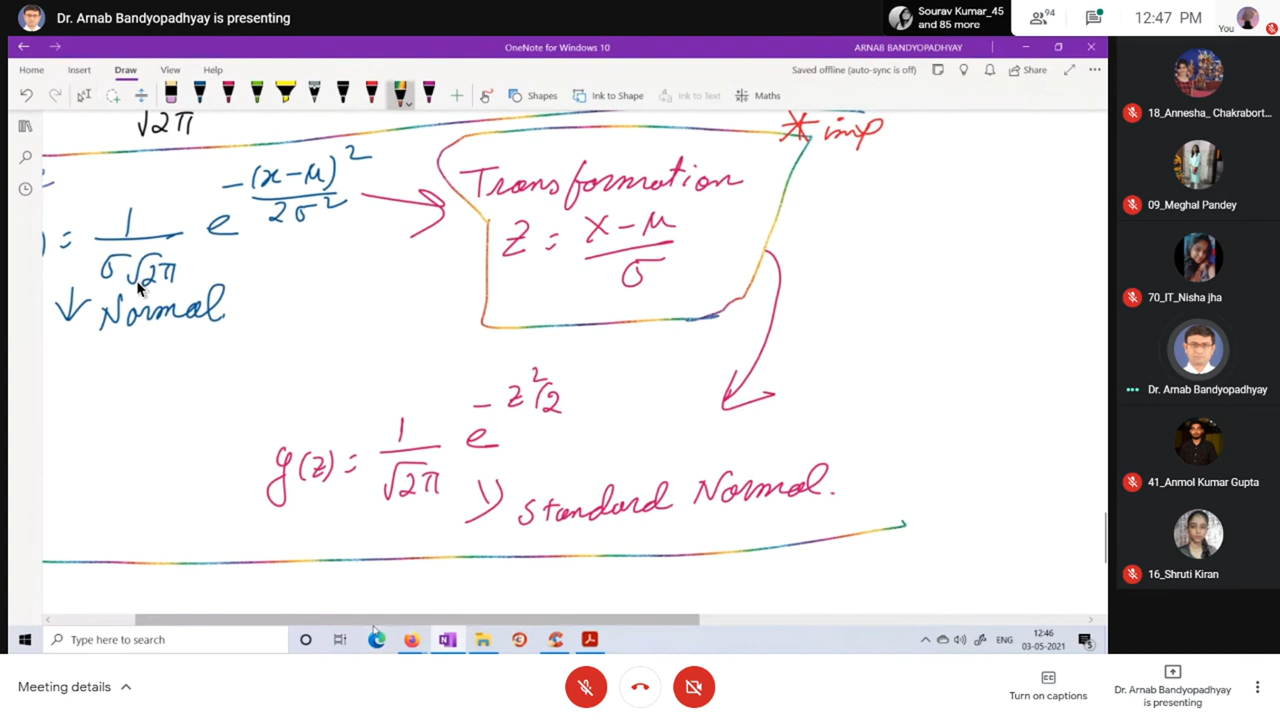 Dr. Arnab Bandyopadhyay is presenting
Sourav Kumar_45
and 85 more
94
12:47 PM
You
OneNote for Windows 10
ARNAB BANDYOPADHYAY
Home Insert Draw View Help
Saved offline (auto-sync is off)
Share
Shapes
Ink to Shape
Ink to Text
Maths
√2π
* imp
= 1/(σ√2π) e^(-(x-μ)²/2σ²)
→
Transformation
Z = (X-μ)/σ
↓ Normal
g(z) = 1/√2π e^(-z²/2)
Standard Normal.
18_Annesha_ Chakrabort...
09_Meghal Pandey
70_IT_Nisha jha
Dr. Arnab Bandyopadhyay
41_Anmol Kumar Gupta
16_Shruti Kiran
Type here to search
ENG
12:46
03-05-2021
5
Meeting details
Turn on captions
Dr. Arnab Bandyopadhyay
is presenting